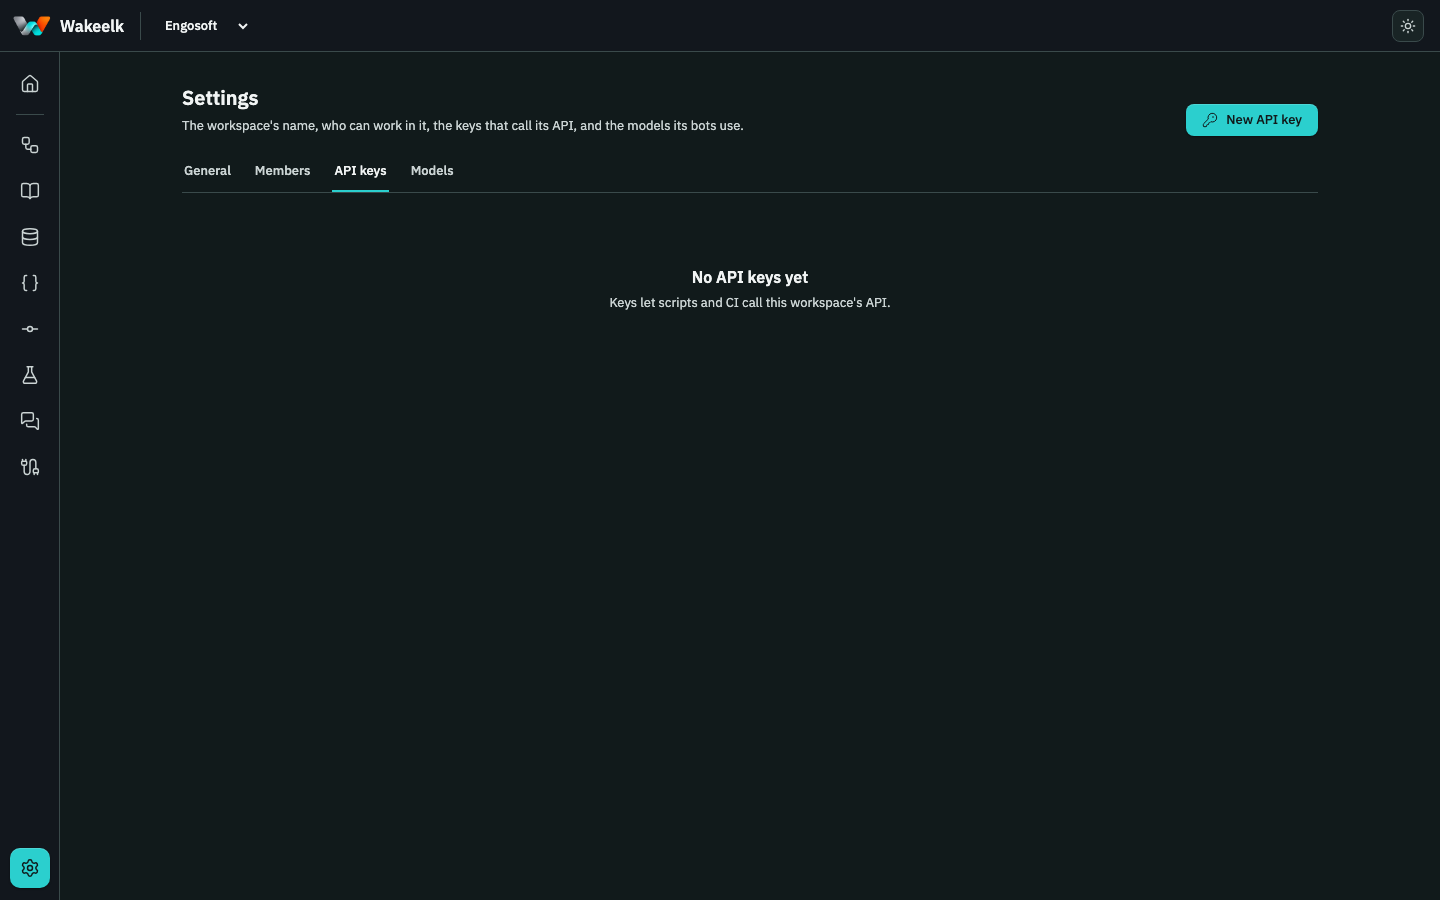 Wakeelk
Engosoft
Settings
The workspace's name, who can work in it, the keys that call its API, and the models its bots use.
New API key
General
Members
API keys
Models
No API keys yet
Keys let scripts and CI call this workspace's API.